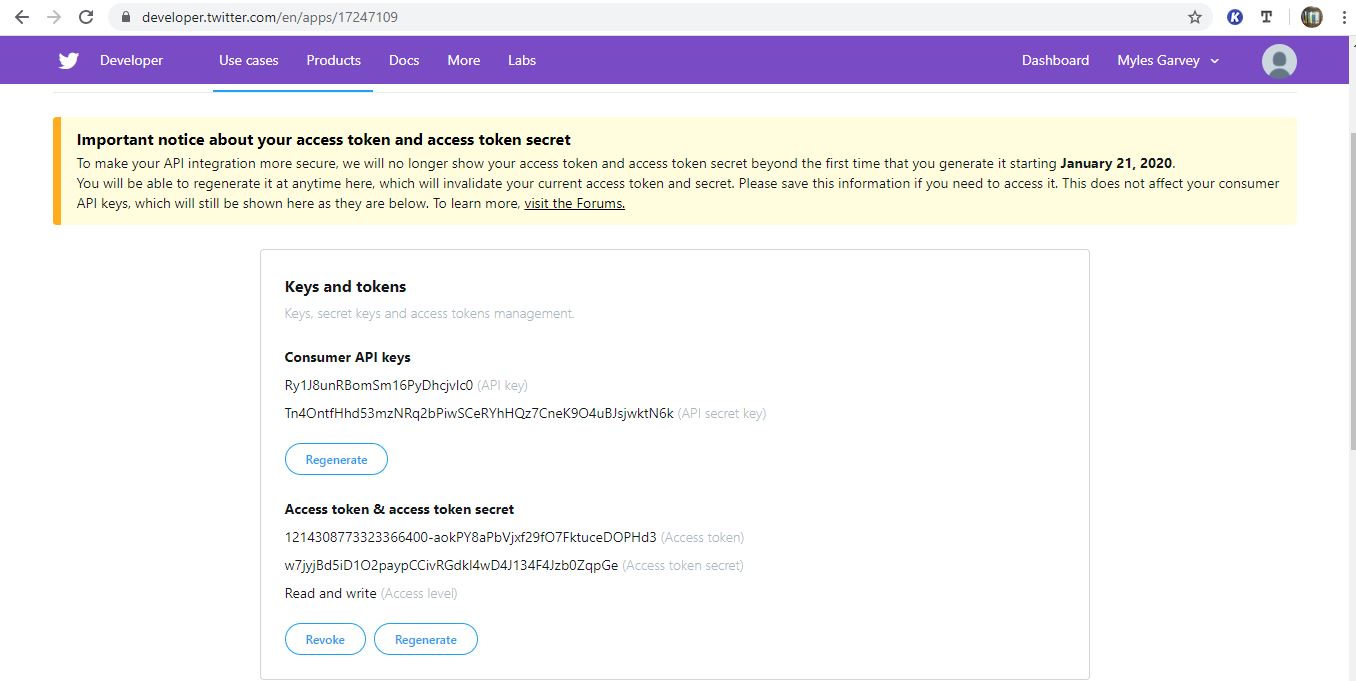 developer.twitter.com/en/apps/17247109
K T
Developer Use cases Products Docs More Labs Dashboard Myles Garvey
Important notice about your access token and access token secret
To make your API integration more secure, we will no longer show your access token and access token secret beyond the first time that you generate it starting January 21, 2020.
You will be able to regenerate it at anytime here, which will invalidate your current access token and secret. Please save this information if you need to access it. This does not affect your consumer
API keys, which will still be shown here as they are below. To learn more, visit the Forums.
Keys and tokens
Keys, secret keys and access tokens management.
Consumer API keys
(API key)
Tn4OntfHhd53mzNRq2bPiwSCeRYhHQz7CneK9O4uBJsjwktN6k (API secret key)
Regenerate
Access token & access token secret
1214308773323366400-aokPY8aPbVjxf29fO7FktuceDOPHd3 (Access token)
(Access token secret)
Read and write (Access level)
Revoke Regenerate